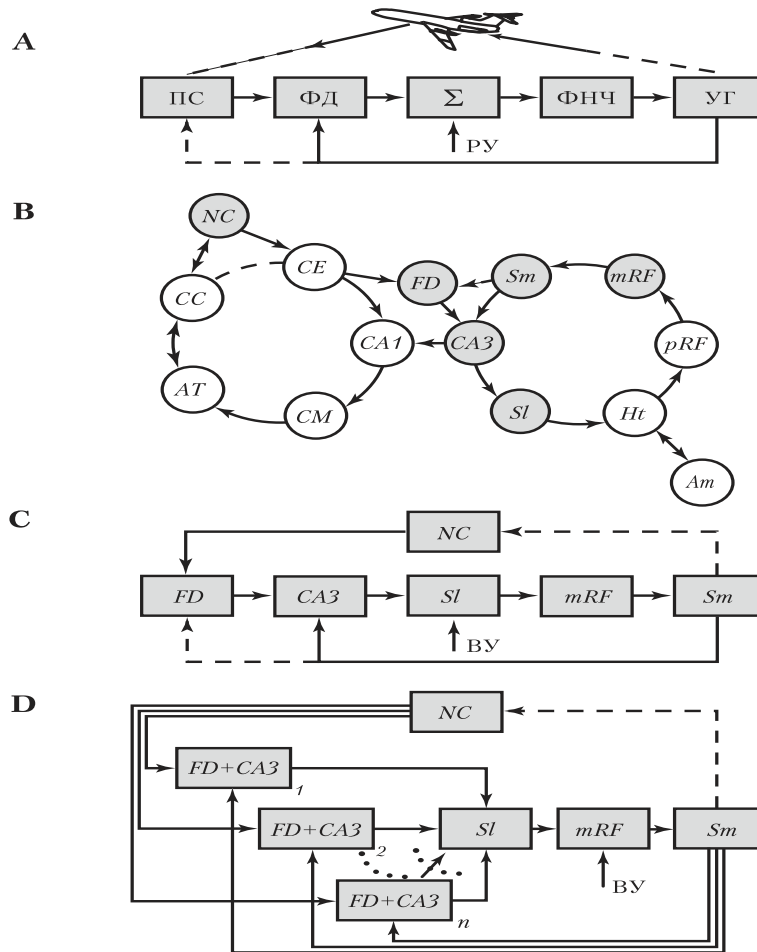 A
ПС ФД Σ ФНЧ УГ
РУ
B
NC
CE
CC FD Sm mRF
CA1 CA3 pRF
AT
CM Sl Ht
Am
C
NC
FD CA3 Sl mRF Sm
ВУ
D
NC
FD+CA3 1
FD+CA3 2 Sl mRF Sm
ВУ
FD+CA3 n